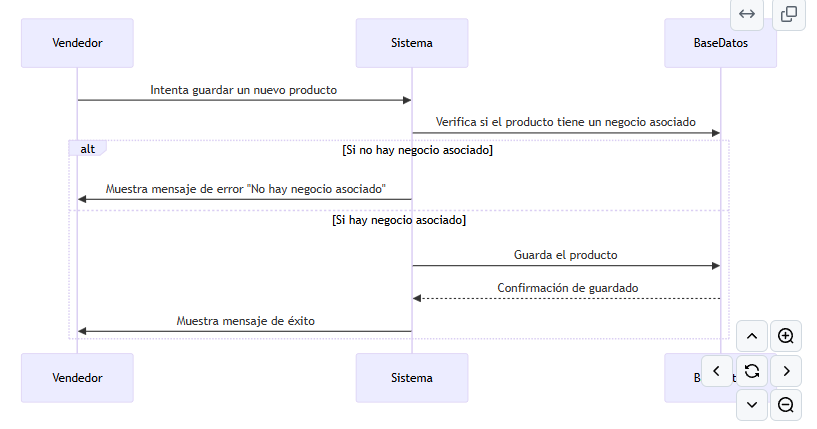 Vendedor
Sistema
BaseDatos
Intenta guardar un nuevo producto
Verifica si el producto tiene un negocio asociado
alt
[Si no hay negocio asociado]
Muestra mensaje de error "No hay negocio asociado"
[Si hay negocio asociado]
Guarda el producto
Confirmación de guardado
Muestra mensaje de éxito
Vendedor
Sistema